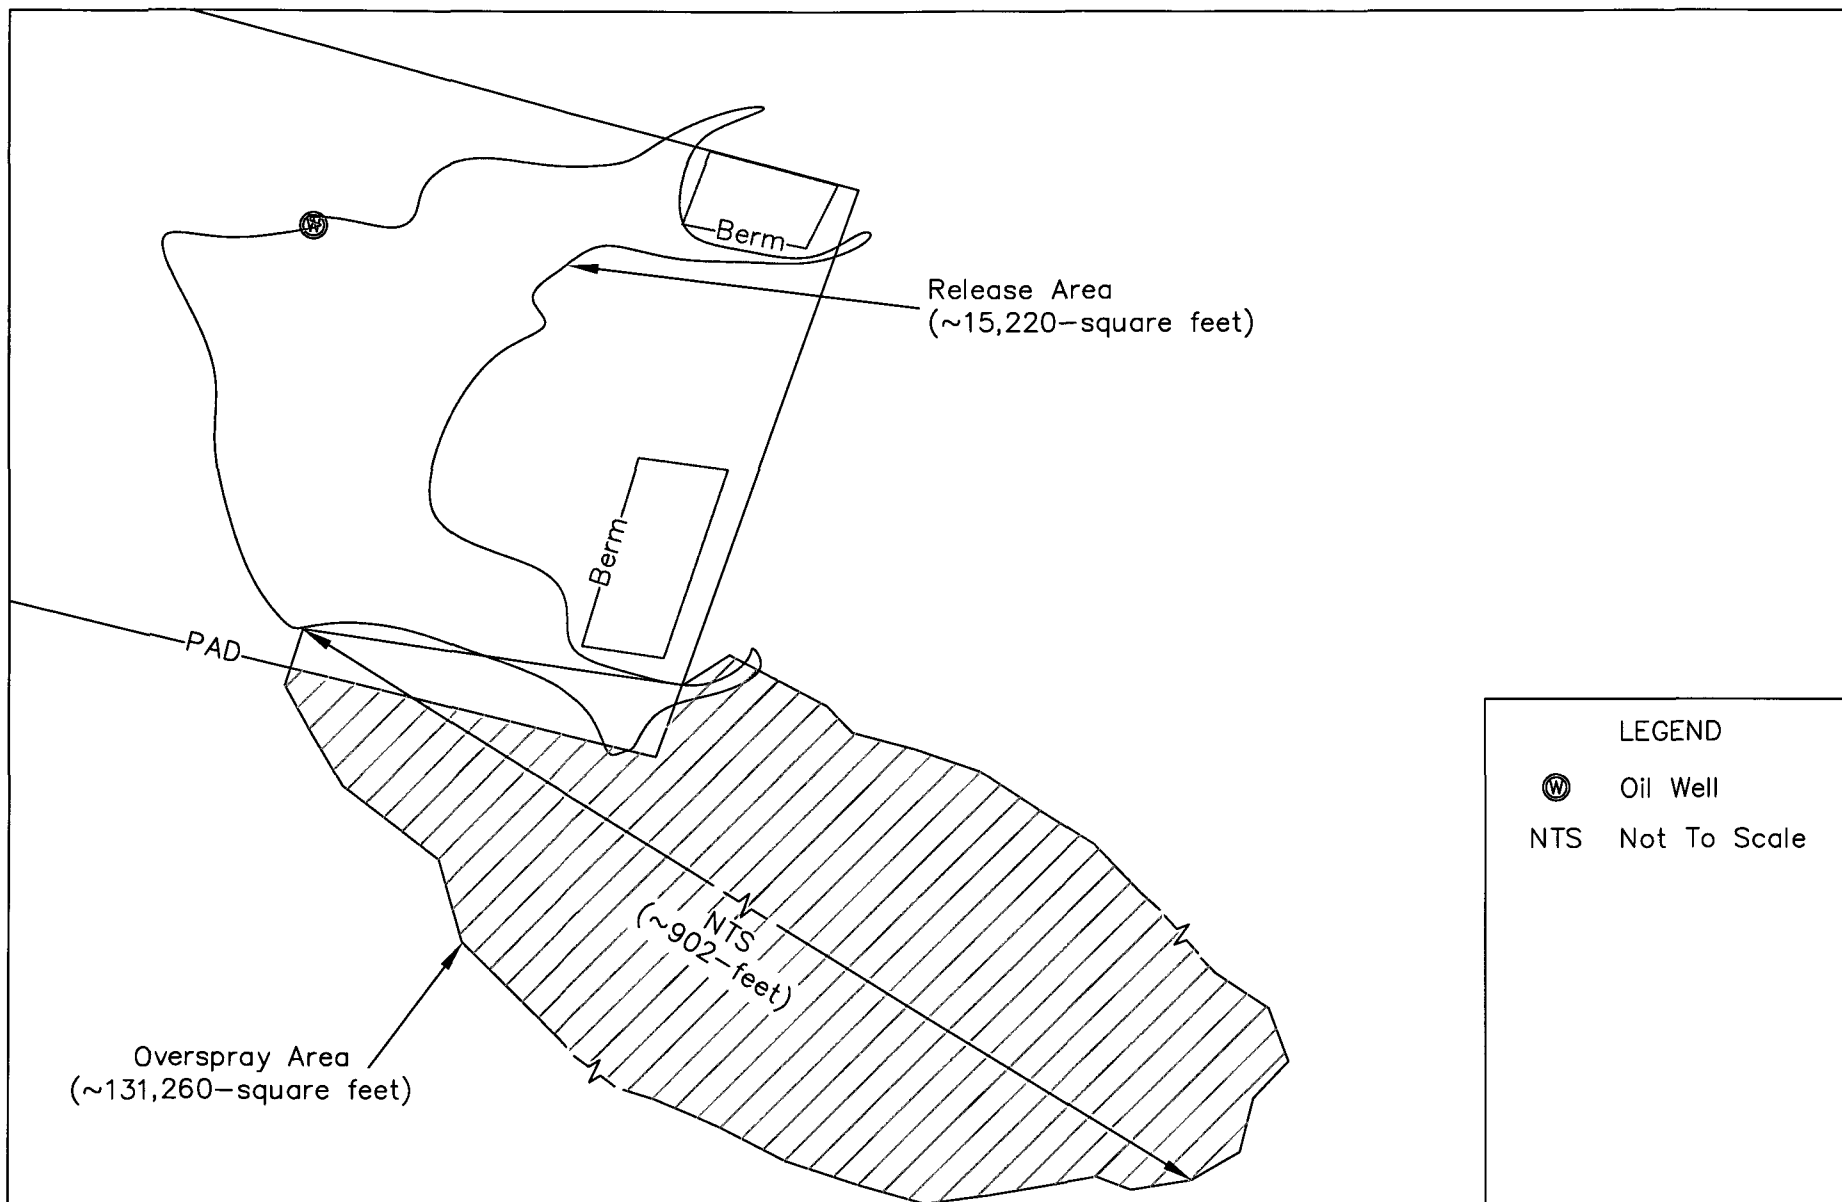 Berm
Release Area
(~15,220-square feet)
Berm
PAD
NTS
(~902-feet)
Overspray Area
(~131,260-square feet)
LEGEND
W Oil Well
NTS Not To Scale